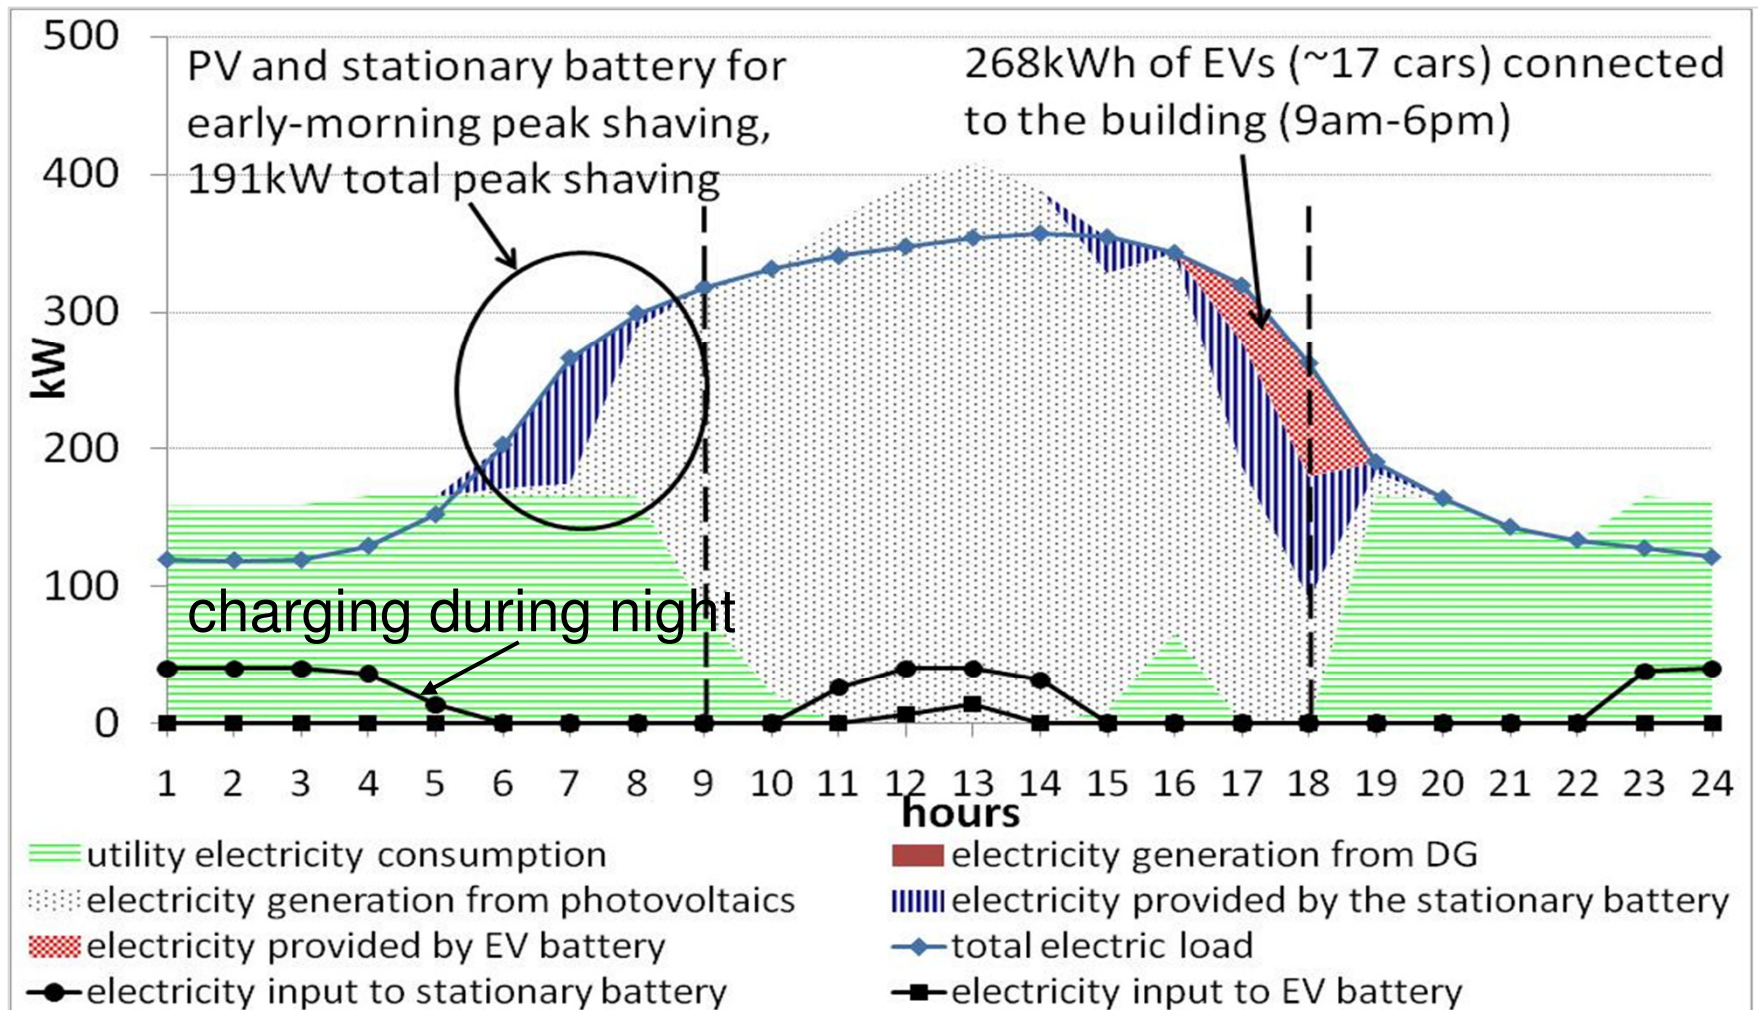 500
PV and stationary battery for
early-morning peak shaving,
191kW total peak shaving
268kWh of EVs (~17 cars) connected
to the building (9am-6pm)
400
300
kW
200
100
charging during night
0
1 2 3 4 5 6 7 8 9 10 11 12 13 14 15 16 17 18 19 20 21 22 23 24
hours
utility electricity consumption
electricity generation from DG
electricity generation from photovoltaics
electricity provided by the stationary battery
electricity provided by EV battery
total electric load
electricity input to stationary battery
electricity input to EV battery